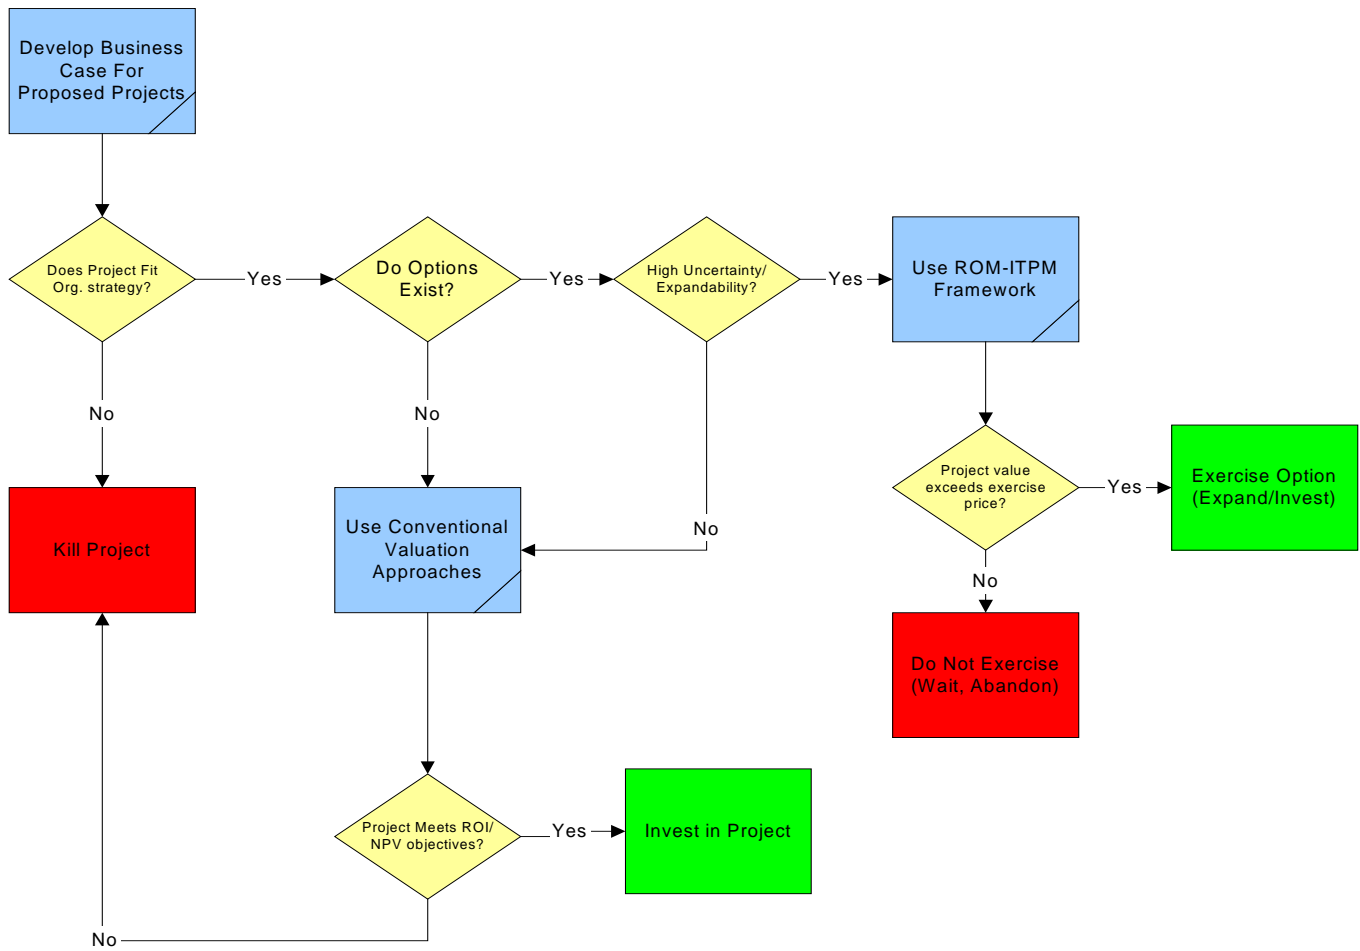 Develop Business
Case For
Proposed Projects
Does Project Fit
Org. strategy?
Yes
Do Options
Exist?
Yes
High Uncertainty/
Expandability?
Yes
Use ROM-ITPM
Framework
No
No
No
Kill Project
Use Conventional
Valuation
Approaches
Project value
exceeds exercise
price?
Yes
Exercise Option
(Expand/Invest)
No
Do Not Exercise
(Wait, Abandon)
Project Meets ROI/
NPV objectives?
Yes
Invest in Project
No